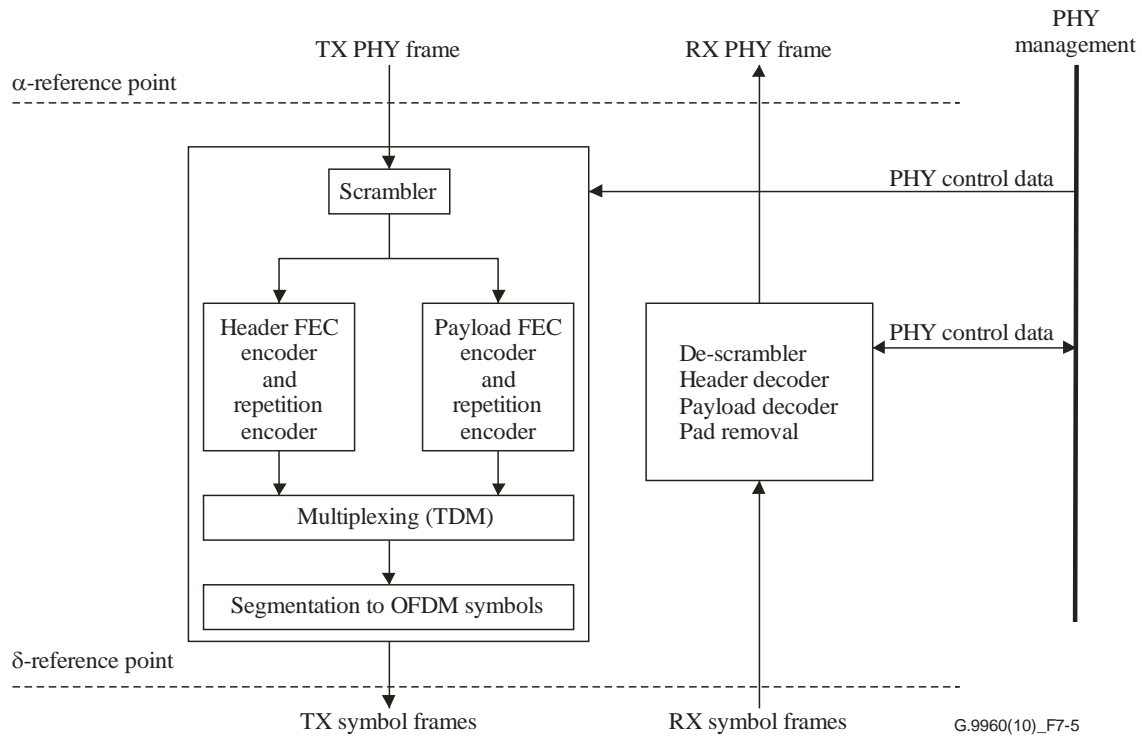 TX PHY frame
RX PHY frame
PHY
management
α-reference point
Scrambler
PHY control data
Header FEC
encoder
and
repetition
encoder
Payload FEC
encoder
and
repetition
encoder
De-scrambler
Header decoder
Payload decoder
Pad removal
PHY control data
Multiplexing (TDM)
Segmentation to OFDM symbols
δ-reference point
TX symbol frames
RX symbol frames
G.9960(10)_F7-5